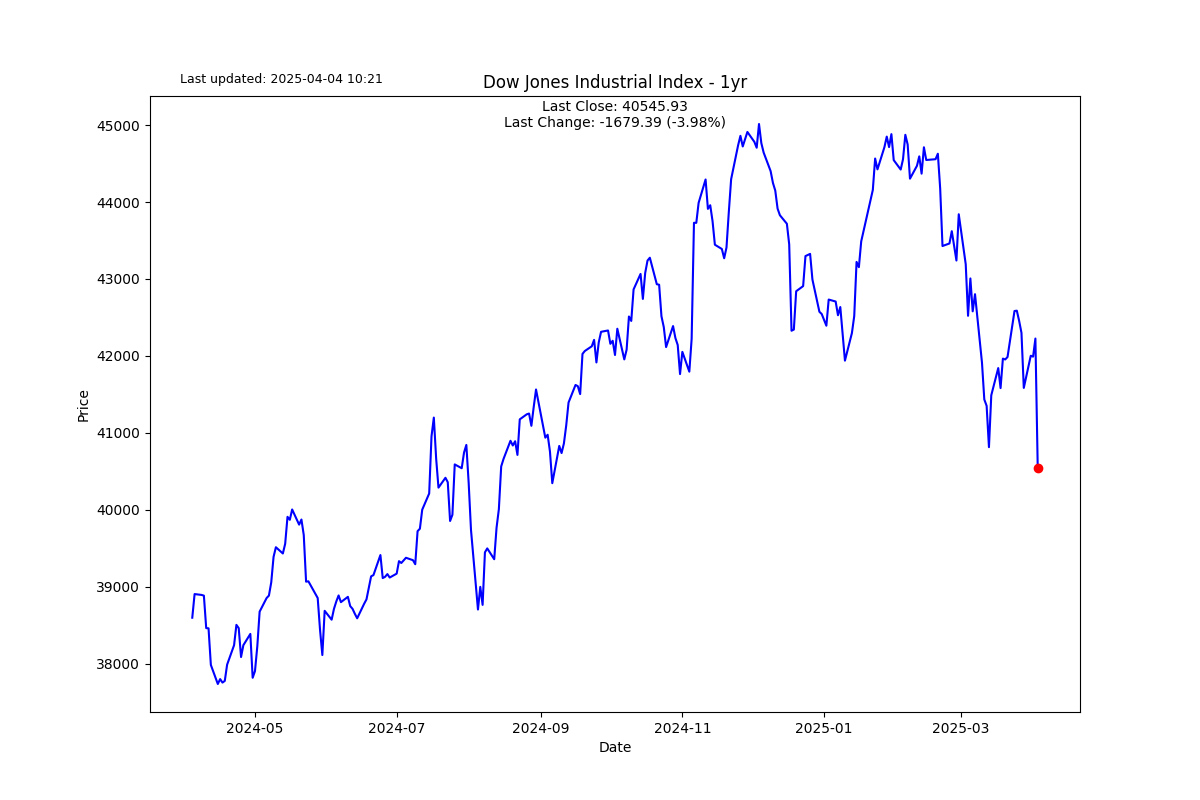 Last updated: 2025-04-04 10:21
Dow Jones Industrial Index - 1yr
Last Close: 40545.93
Last Change: -1679.39 (-3.98%)
45000
44000
43000
42000
41000
40000
39000
38000
Price
2024-05
2024-07
2024-09
2024-11
2025-01
2025-03
Date